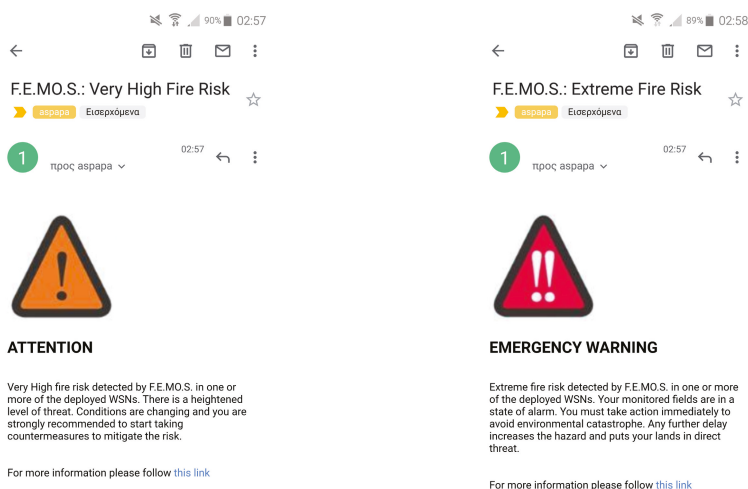 90% 02:57
F.E.MO.S.: Very High Fire Risk
aspapa Εισερχόμενα
1
02:57
προς aspapa
!
ATTENTION
Very High fire risk detected by F.E.MO.S. in one or
more of the deployed WSNs. There is a heightened
level of threat. Conditions are changing and you are
strongly recommended to start taking
countermeasures to mitigate the risk.
For more information please follow this link
89% 02:58
F.E.MO.S.: Extreme Fire Risk
aspapa Εισερχόμενα
1
02:57
προς aspapa
!!
EMERGENCY WARNING
Extreme fire risk detected by F.E.MO.S. in one or more
of the deployed WSNs. Your monitored fields are in a
state of alarm. You must take action immediately to
avoid environmental catastrophe. Any further delay
increases the hazard and puts your lands in direct
threat.
For more information please follow this link